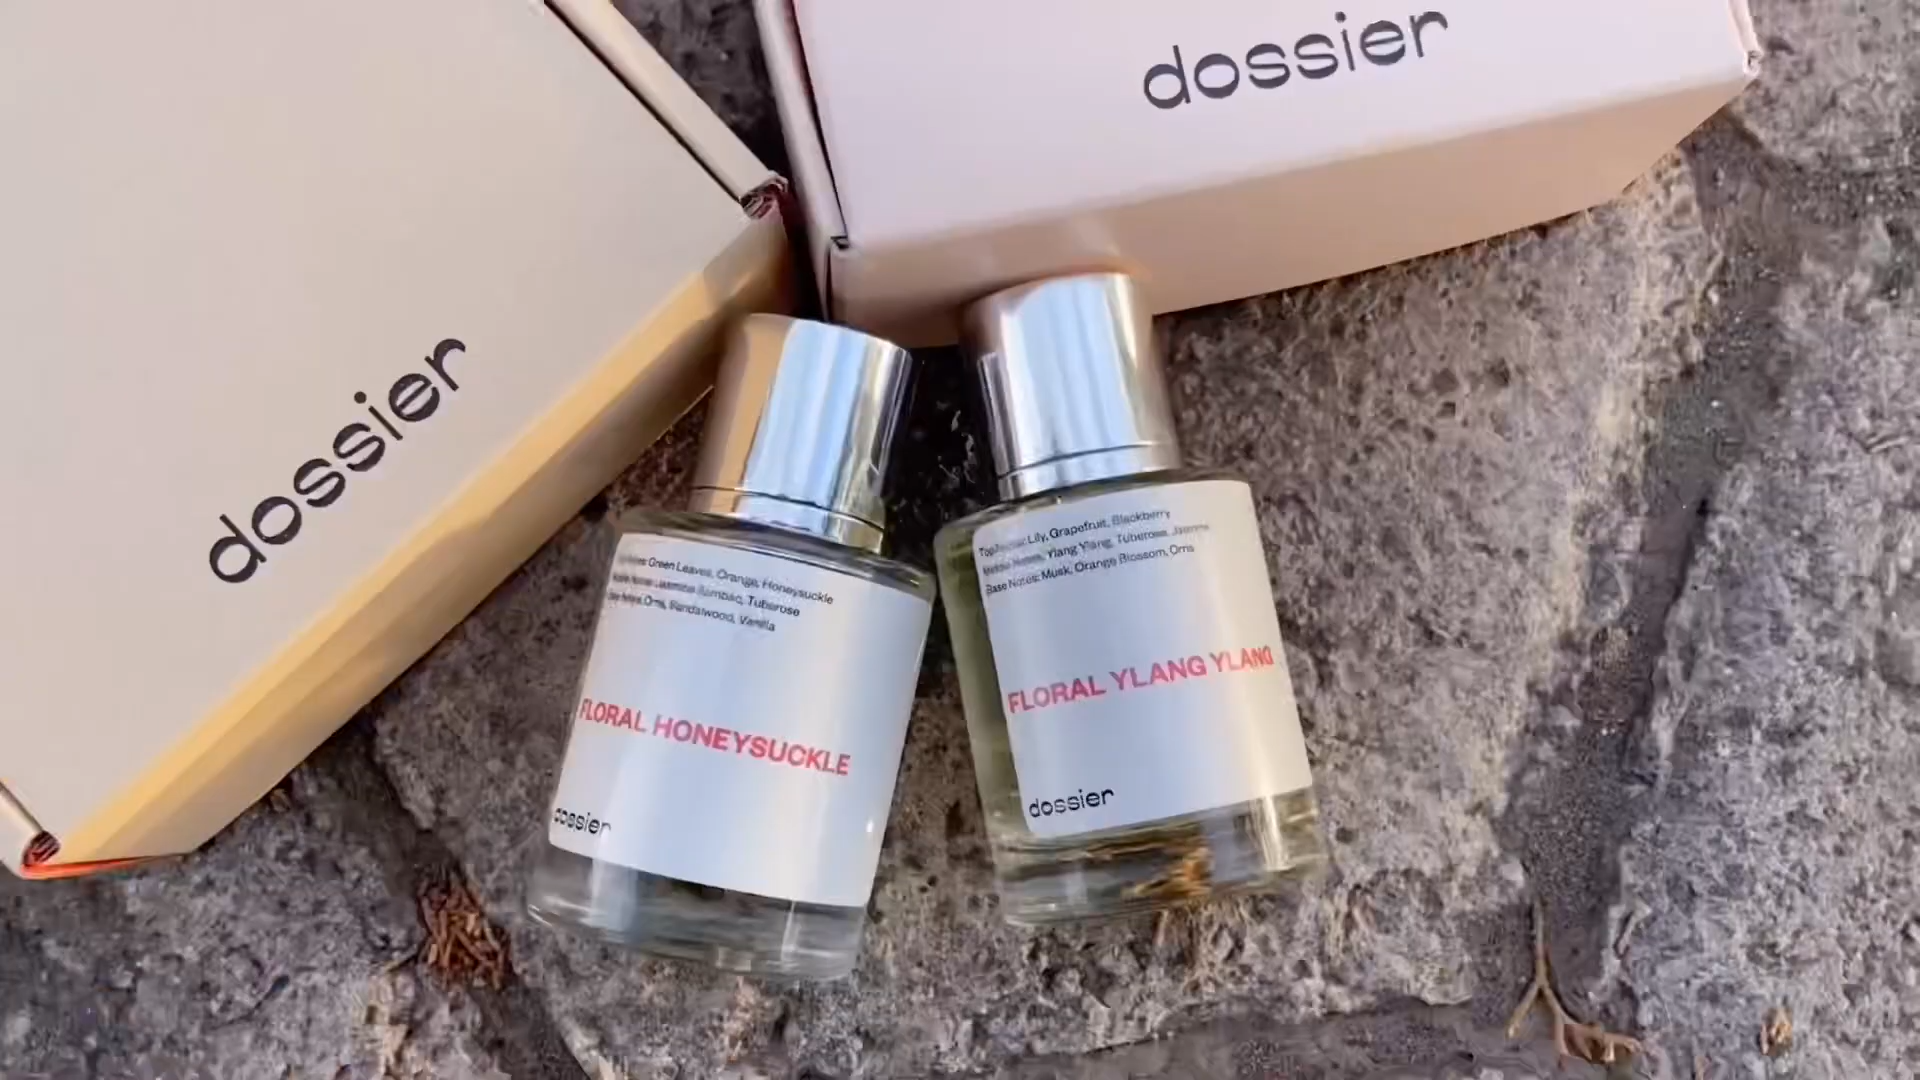 dossier
dossier
Green Leaves, Orange, Honeysuckle
Tuberose
Sandalwood, Vanilla
FLORAL HONEYSUCKLE
dossier
Lily, Grapefruit, Blackberry
Ylang Ylang, Tuberose, Jasmine
Base Notes: Musk, Orange Blossom, Orris
FLORAL YLANG YLANG
dossier